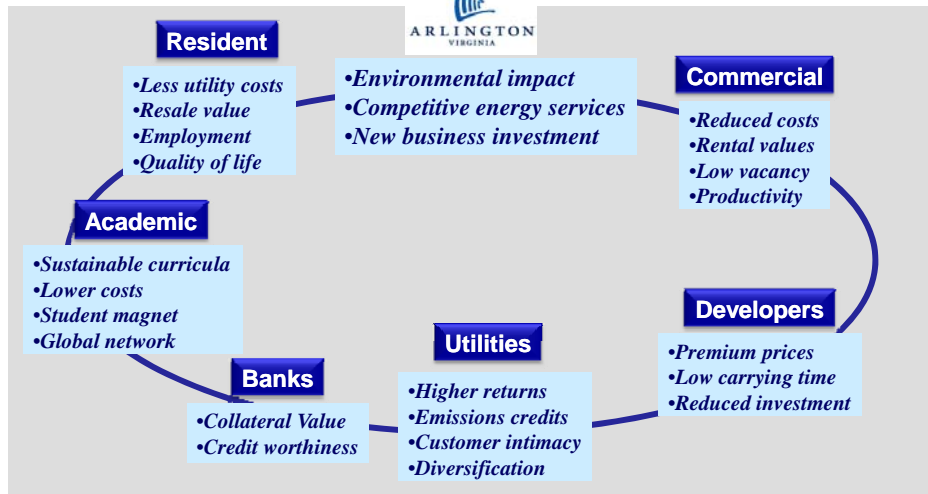 ARLINGTON
VIRGINIA
Resident
•Less utility costs
•Resale value
•Employment
•Quality of life
•Environmental impact
•Competitive energy services
•New business investment
Commercial
•Reduced costs
•Rental values
•Low vacancy
•Productivity
Academic
•Sustainable curricula
•Lower costs
•Student magnet
•Global network
Developers
•Premium prices
•Low carrying time
•Reduced investment
Utilities
•Higher returns
•Emissions credits
•Customer intimacy
•Diversification
Banks
•Collateral Value
•Credit worthiness